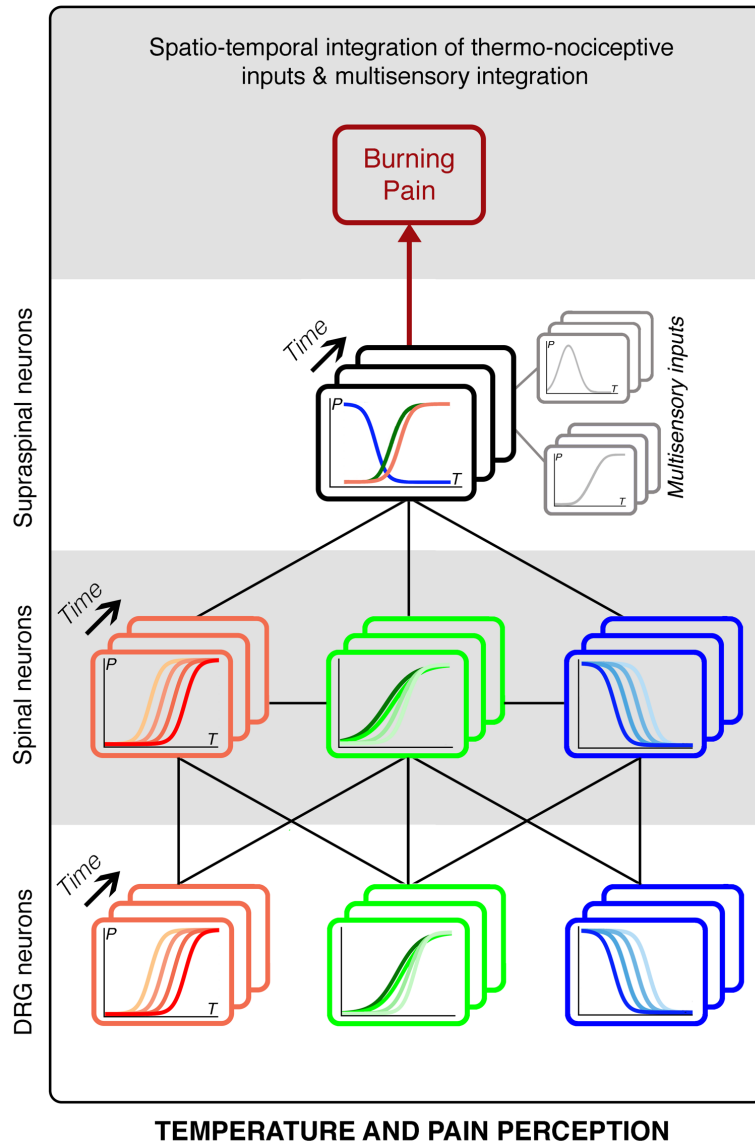 Spatio-temporal integration of thermo-nociceptive
inputs & multisensory integration
Burning
Pain
Supraspinal neurons
Time
P
T
P
T
P
T
Multisensory inputs
Spinal neurons
Time
P
T
DRG neurons
Time
P
T
TEMPERATURE AND PAIN PERCEPTION